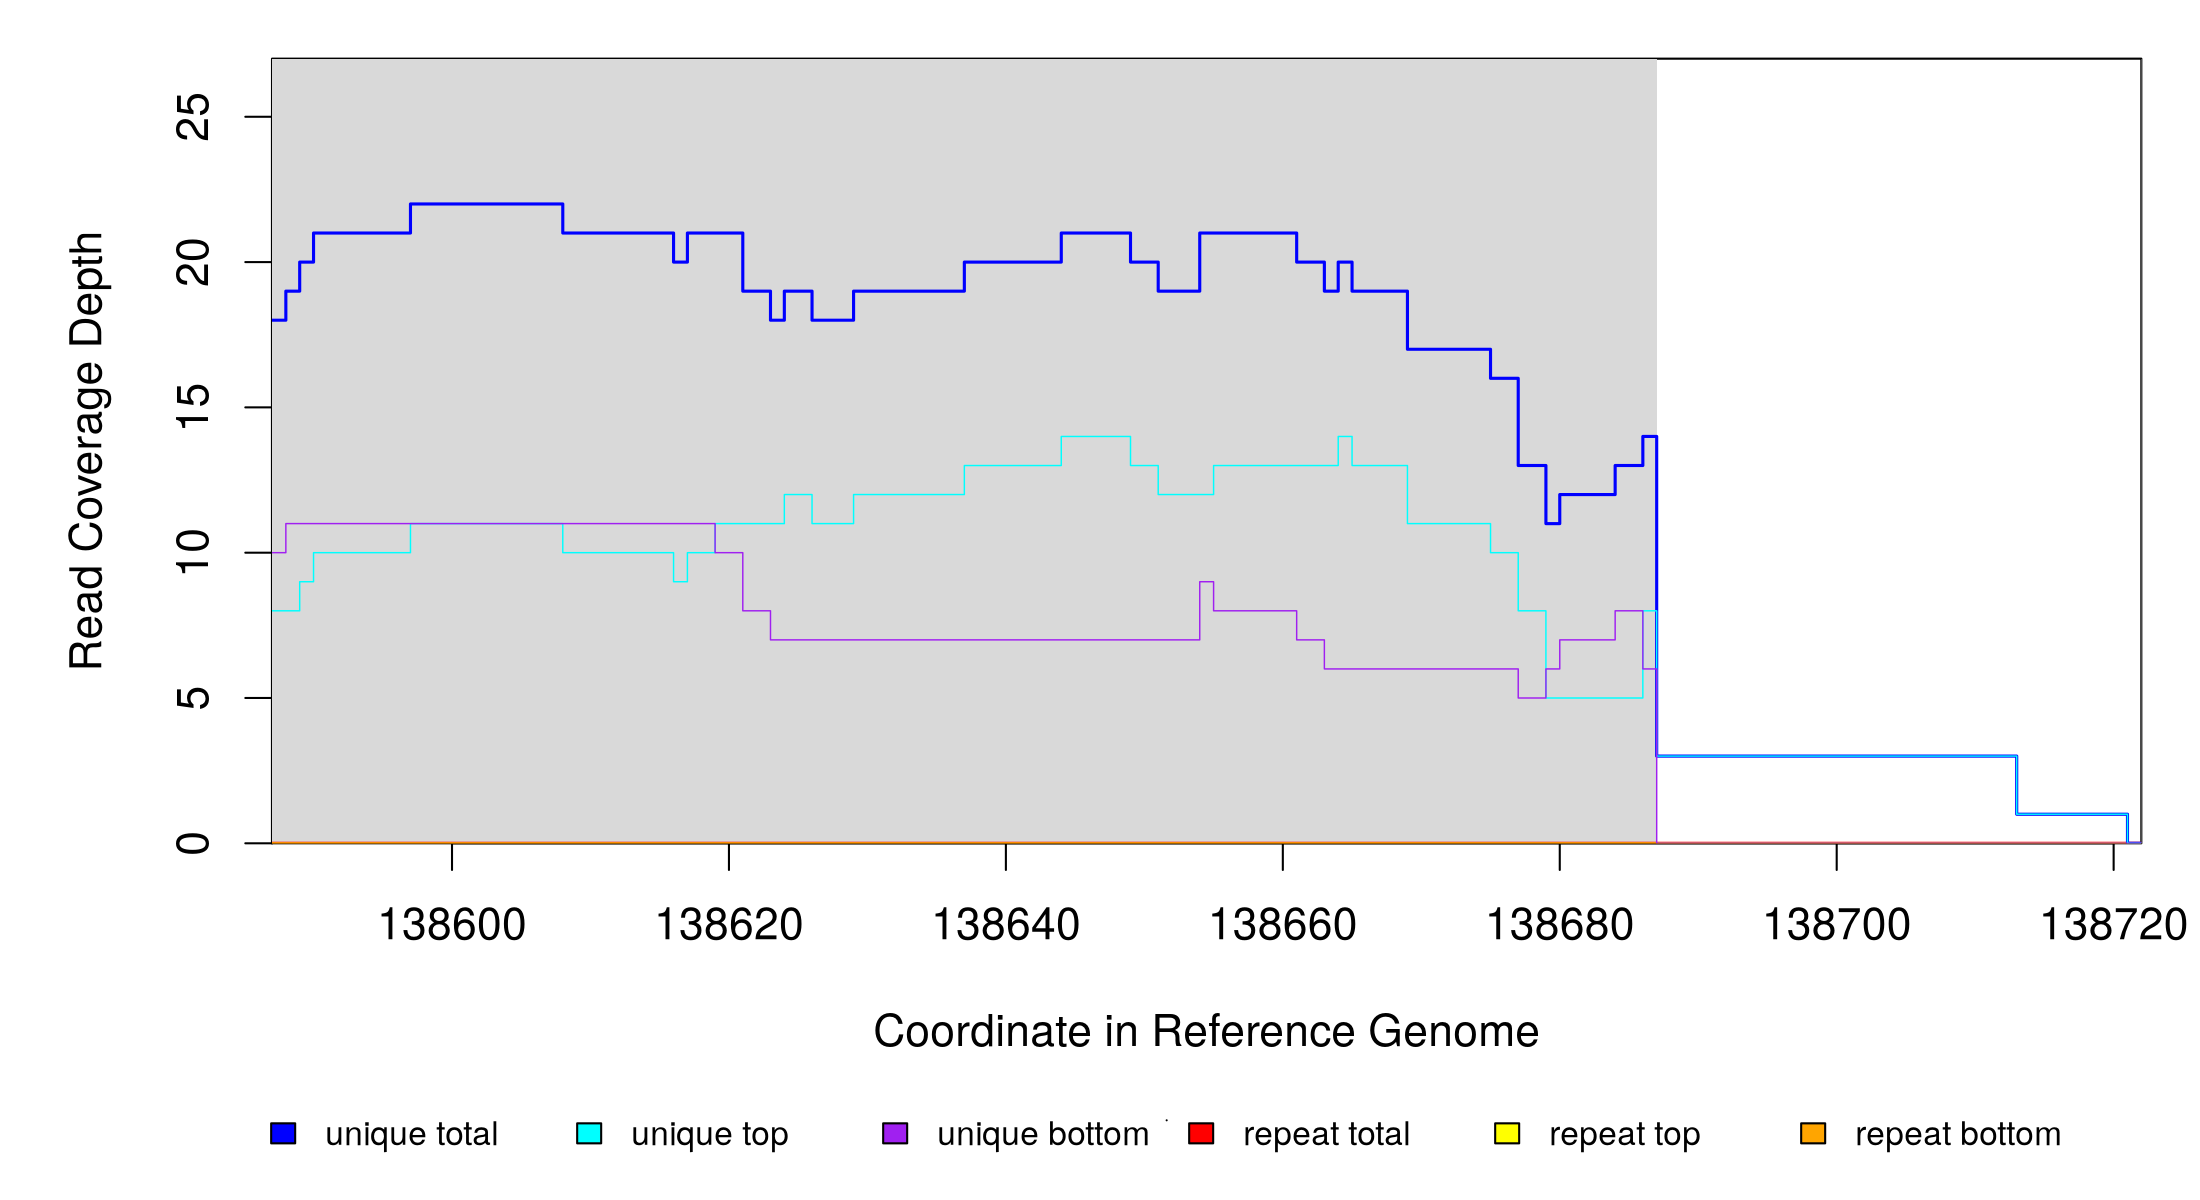 25
20
15
10
5
0
Read Coverage Depth
138600 138620 138640 138660 138680 138700 138720
Coordinate in Reference Genome
unique total unique top unique bottom repeat total repeat top repeat bottom